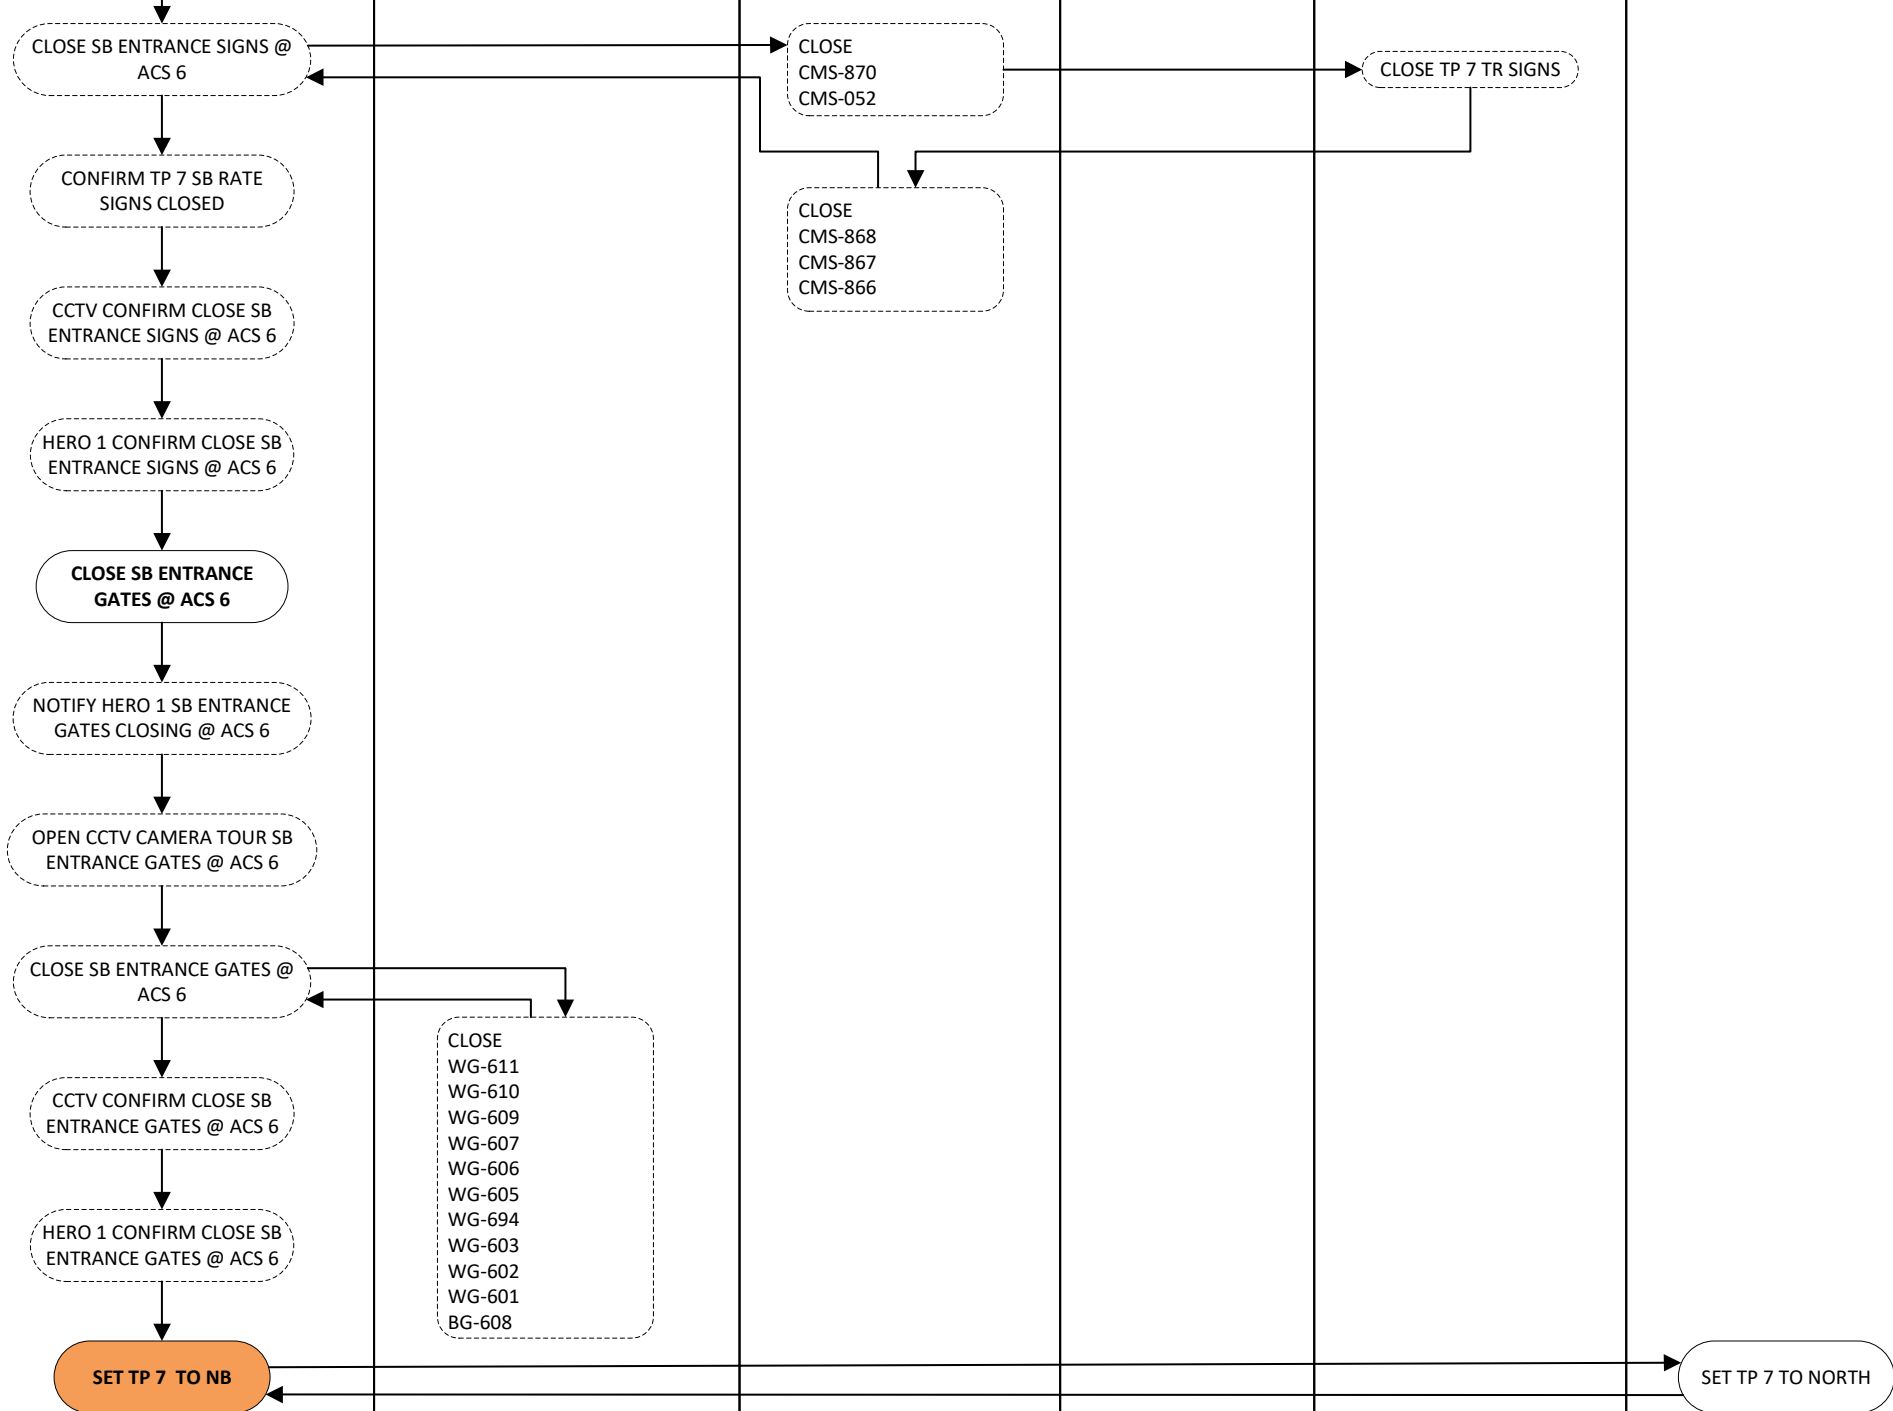 CLOSE SB ENTRANCE SIGNS @
ACS 6
CLOSE
CMS-870
CMS-052
CLOSE TP 7 TR SIGNS
CONFIRM TP 7 SB RATE
SIGNS CLOSED
CLOSE
CMS-868
CMS-867
CMS-866
CCTV CONFIRM CLOSE SB
ENTRANCE SIGNS @ ACS 6
HERO 1 CONFIRM CLOSE SB
ENTRANCE SIGNS @ ACS 6
CLOSE SB ENTRANCE
GATES @ ACS 6
NOTIFY HERO 1 SB ENTRANCE
GATES CLOSING @ ACS 6
OPEN CCTV CAMERA TOUR SB
ENTRANCE GATES @ ACS 6
CLOSE SB ENTRANCE GATES @
ACS 6
CLOSE
WG-611
WG-610
WG-609
WG-607
WG-606
WG-605
WG-694
WG-603
WG-602
WG-601
BG-608
CCTV CONFIRM CLOSE SB
ENTRANCE GATES @ ACS 6
HERO 1 CONFIRM CLOSE SB
ENTRANCE GATES @ ACS 6
SET TP 7  TO NB
SET TP 7 TO NORTH